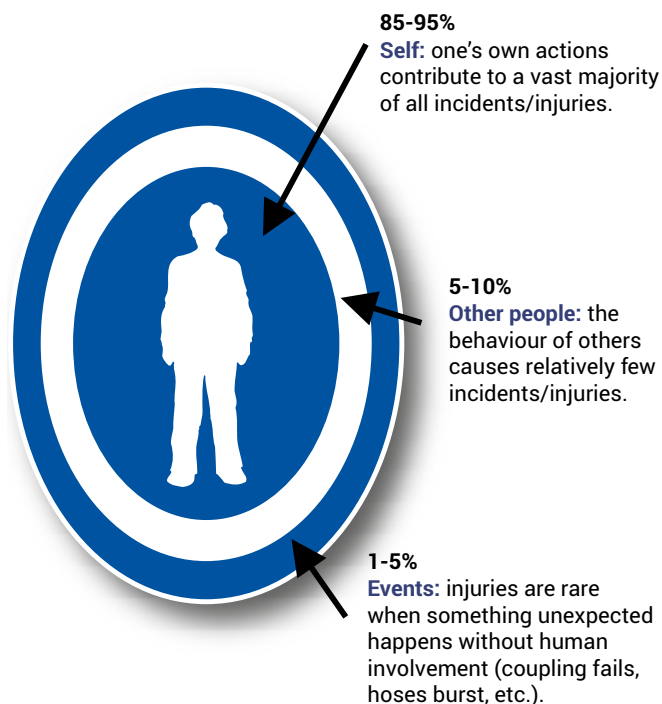 85-95%
Self: one's own actions
contribute to a vast majority
of all incidents/injuries.
5-10%
Other people: the
behaviour of others
causes relatively few
incidents/injuries.
1-5%
Events: injuries are rare
when something unexpected
happens without human
involvement (coupling fails,
hoses burst, etc.).